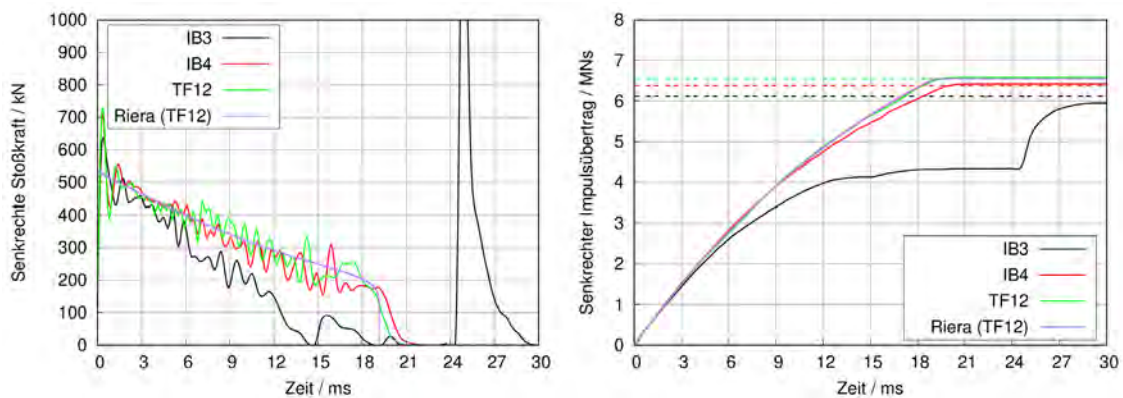 1000
900
800
700
600
500
400
300
200
100
0
Senkrechte Stoßkraft / kN
IB3
IB4
TF12
Riera (TF12)
0 3 6 9 12 15 18 21 24 27 30
Zeit / ms
8
7
6
5
4
3
2
1
0
Senkrechter Impulsübertrag / MNs
IB3
IB4
TF12
Riera (TF12)
0 3 6 9 12 15 18 21 24 27 30
Zeit / ms